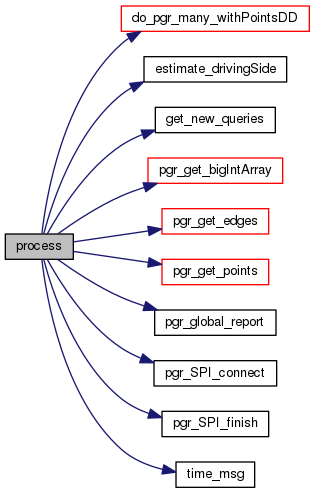 do_pgr_many_withPointsDD
estimate_drivingSide
get_new_queries
pgr_get_bigIntArray
process
pgr_get_edges
pgr_get_points
pgr_global_report
pgr_SPI_connect
pgr_SPI_finish
time_msg